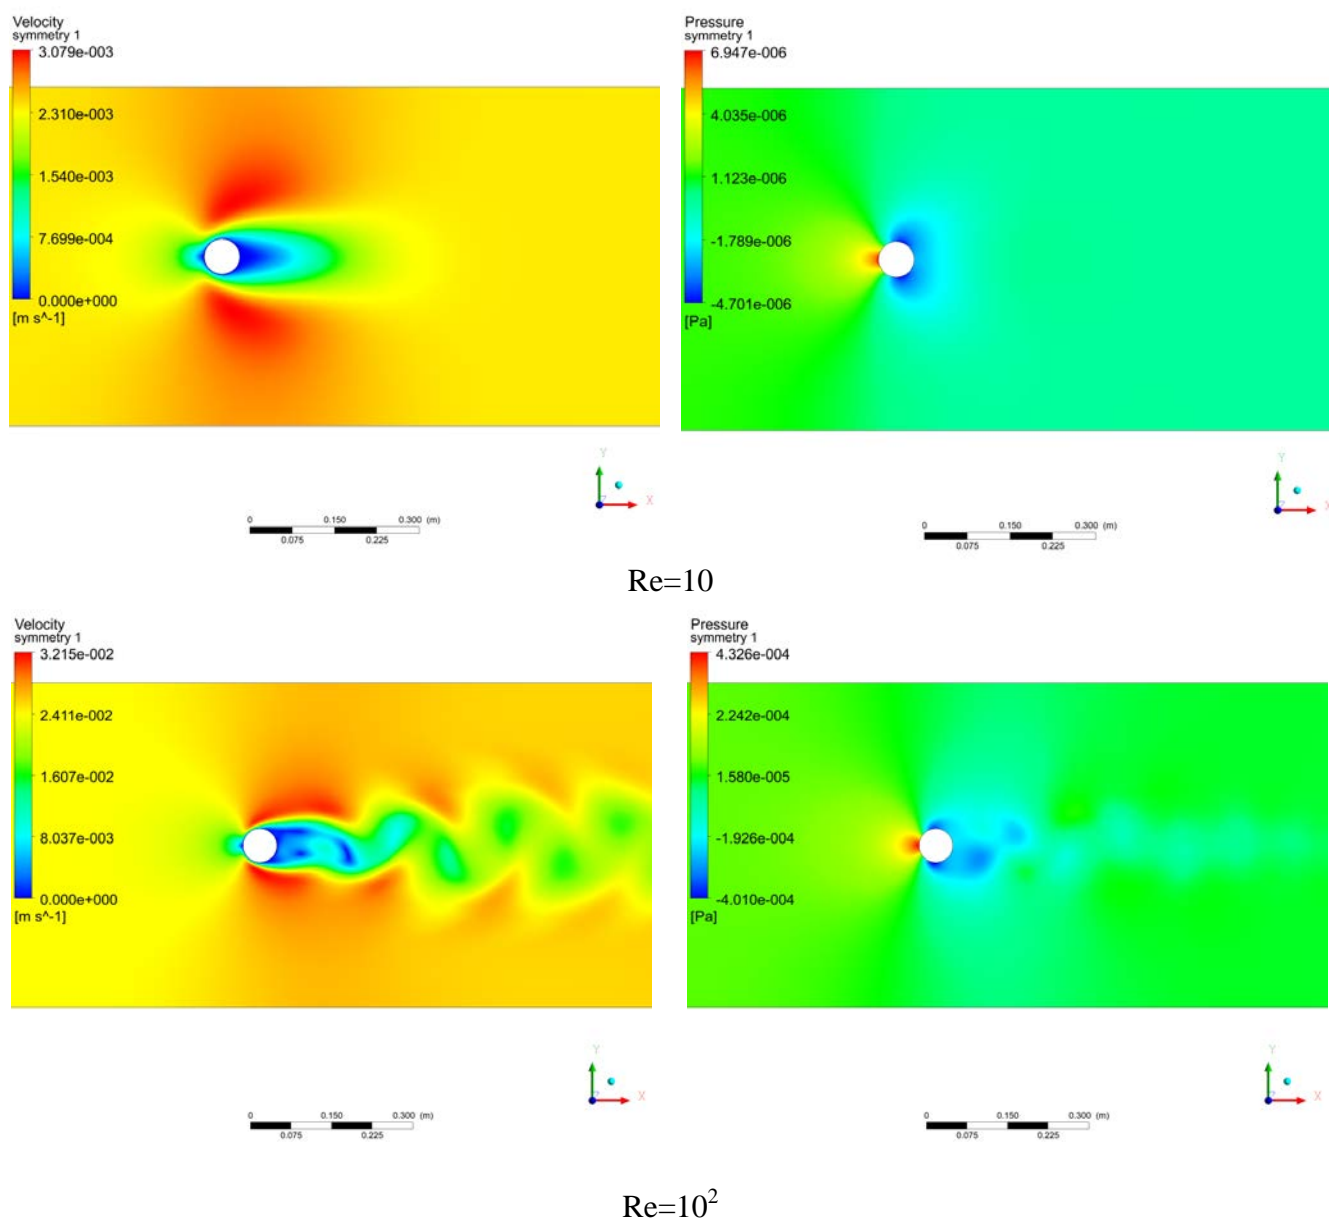 Velocity
symmetry 1
3.079e-003
2.310e-003
1.540e-003
7.699e-004
0.000e+000
[m s^-1]
Y
X
Z
0 0.150 0.300 (m)
0.075 0.225
Pressure
symmetry 1
6.947e-006
4.035e-006
1.123e-006
-1.789e-006
-4.701e-006
[Pa]
Y
X
0 0.150 0.300 (m)
0.075 0.225
Re=10
Velocity
symmetry 1
3.215e-002
2.411e-002
1.607e-002
8.037e-003
0.000e+000
[m s^-1]
Y
X
0 0.150 0.300 (m)
0.075 0.225
Pressure
symmetry 1
4.326e-004
2.242e-004
1.580e-005
-1.926e-004
-4.010e-004
[Pa]
Y
X
0 0.150 0.300 (m)
0.075 0.225
Re=10²